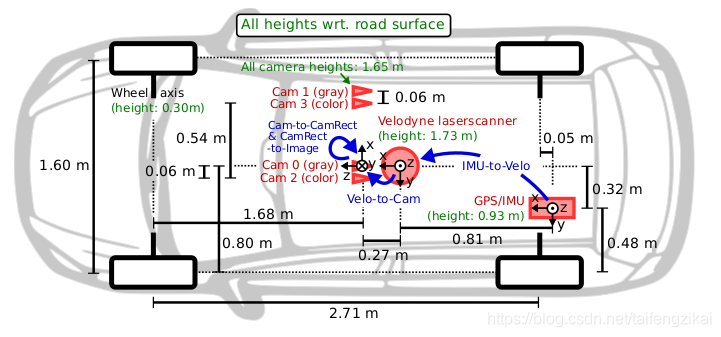 All heights wrt. road surface
All camera heights: 1.65 m
Wheel axis
(height: 0.30m)
Cam 1 (gray)
Cam 3 (color)
0.06 m
Velodyne laserscanner
(height: 1.73 m)
Cam-to-CamRect
& CamRect
-to-Image
0.54 m
0.05 m
1.60 m
0.06 m
Cam 0 (gray)
Cam 2 (color)
x
y
z
x
z
y
IMU-to-Velo
Velo-to-Cam
0.32 m
GPS/IMU
(height: 0.93 m)
x
z
y
1.68 m
0.80 m
0.81 m
0.48 m
0.27 m
2.71 m
https://blog.csdn.net/taifengzikai